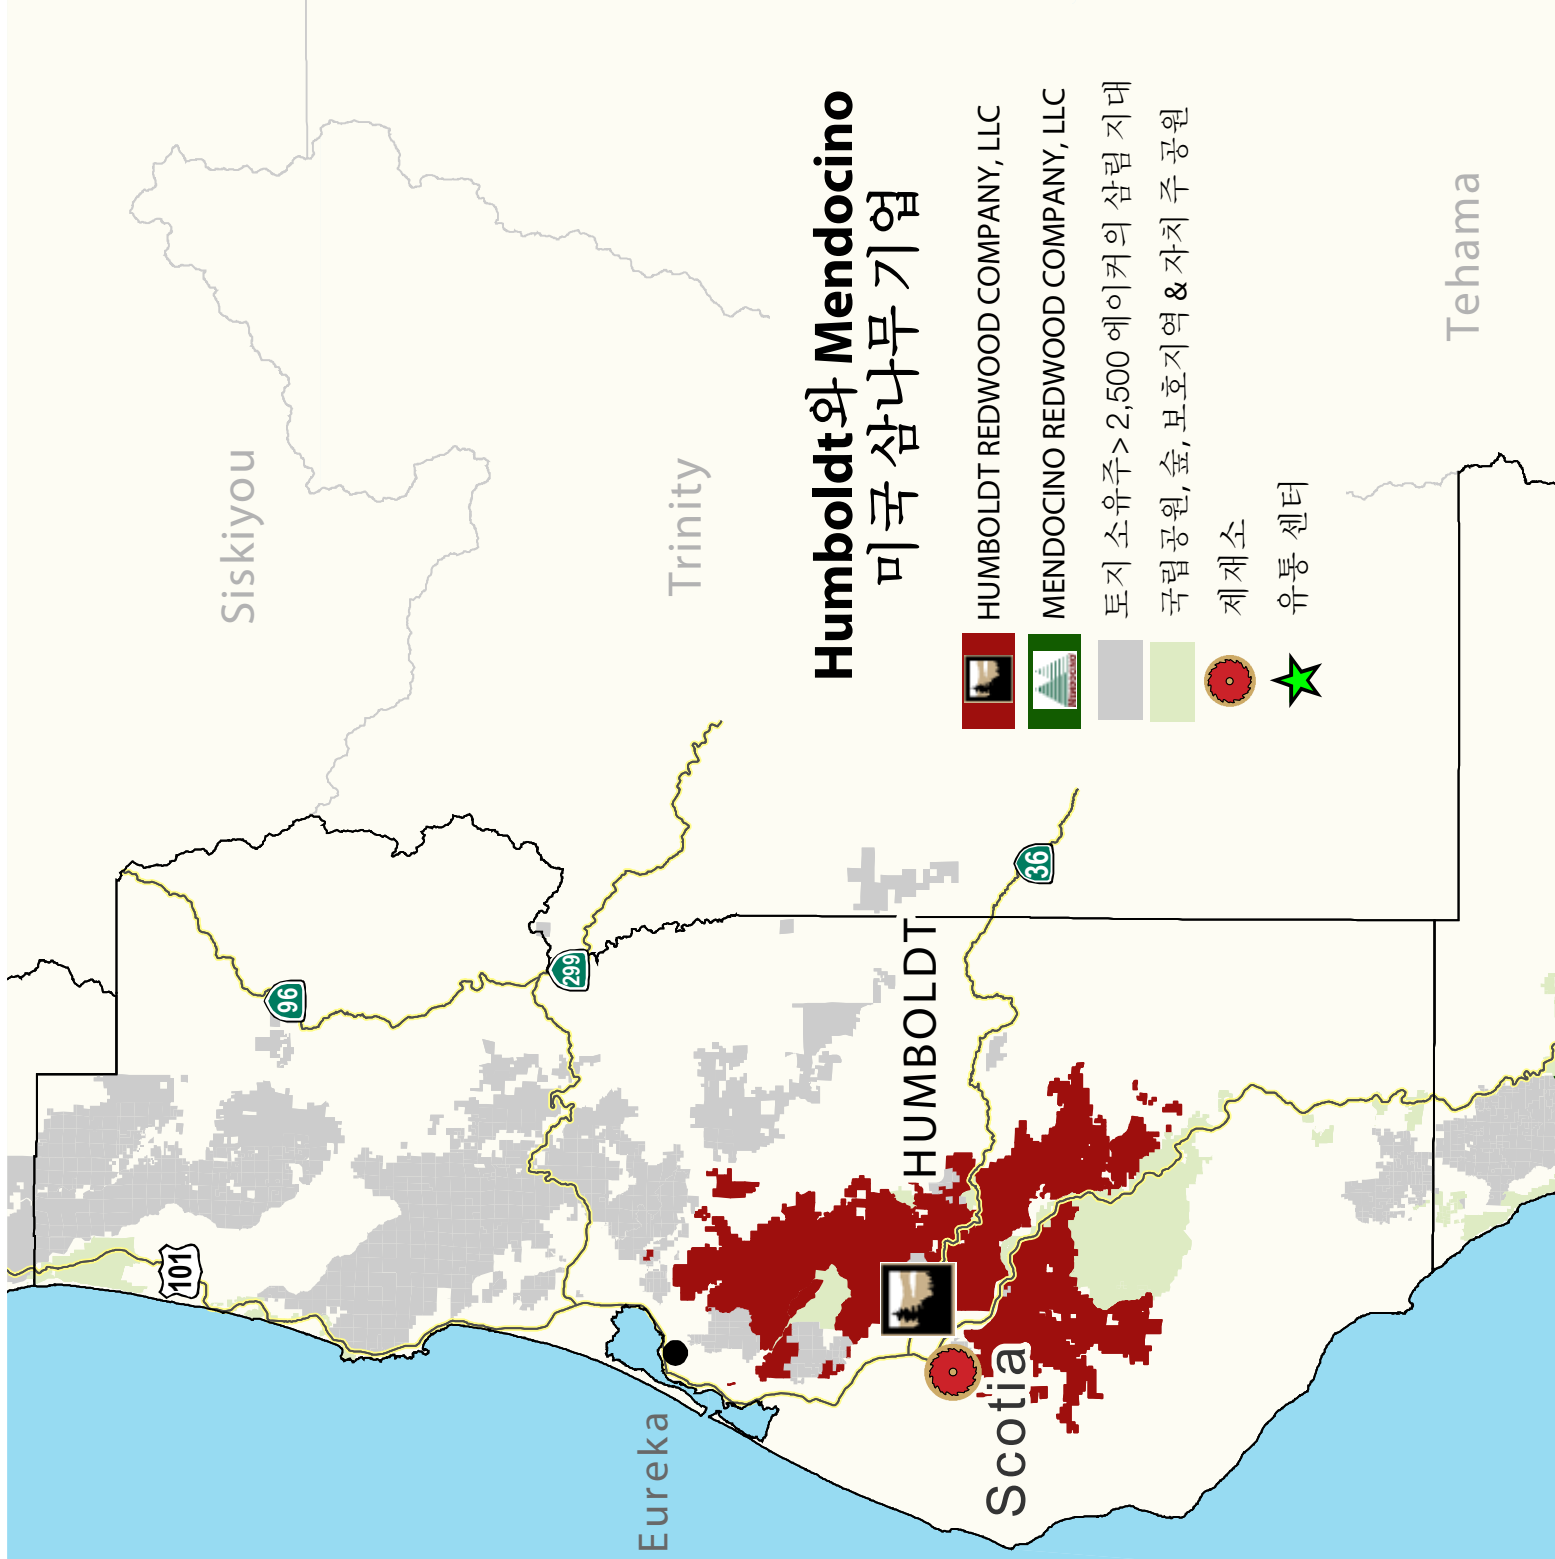 Humboldt와 Mendocino
미국 삼나무 기업
HUMBOLDT REDWOOD COMPANY, LLC
MENDOCINO REDWOOD COMPANY, LLC
토지 소유주> 2,500 에이커의 삼림 지대
국립공원, 숲, 보호지역 & 자치 주 공원
제재소
유통 센터
Siskiyou
Trinity
Tehama
HUMBOLDT
Eureka
Scotia
101
96
299
36